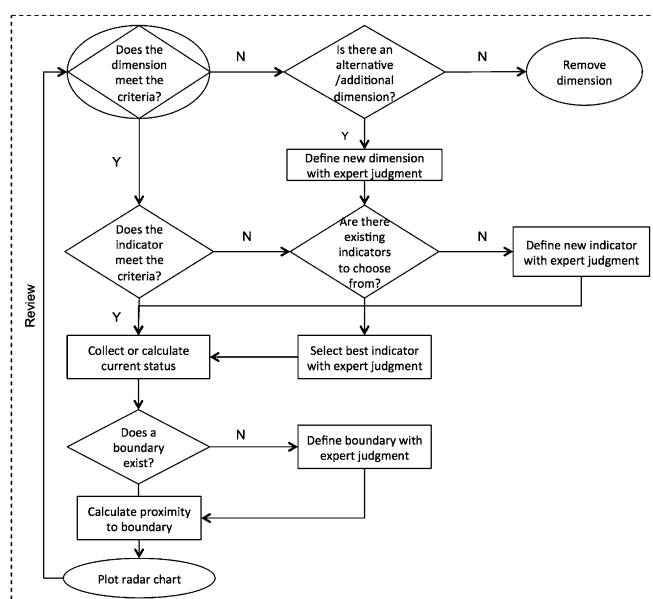 Does the
dimension
meet the
criteria?
N
Is there an
alternative
/additional
dimension?
N
Remove
dimension
Y
Y
Define new dimension
with expert judgment
Does the
indicator
meet the
criteria?
N
Are there
existing
indicators
to choose
from?
N
Define new indicator
with expert judgment
Review
Y
Collect or calculate
current status
Select best indicator
with expert judgment
Does a
boundary
exist?
N
Define boundary with
expert judgment
Calculate proximity
to boundary
Plot radar chart